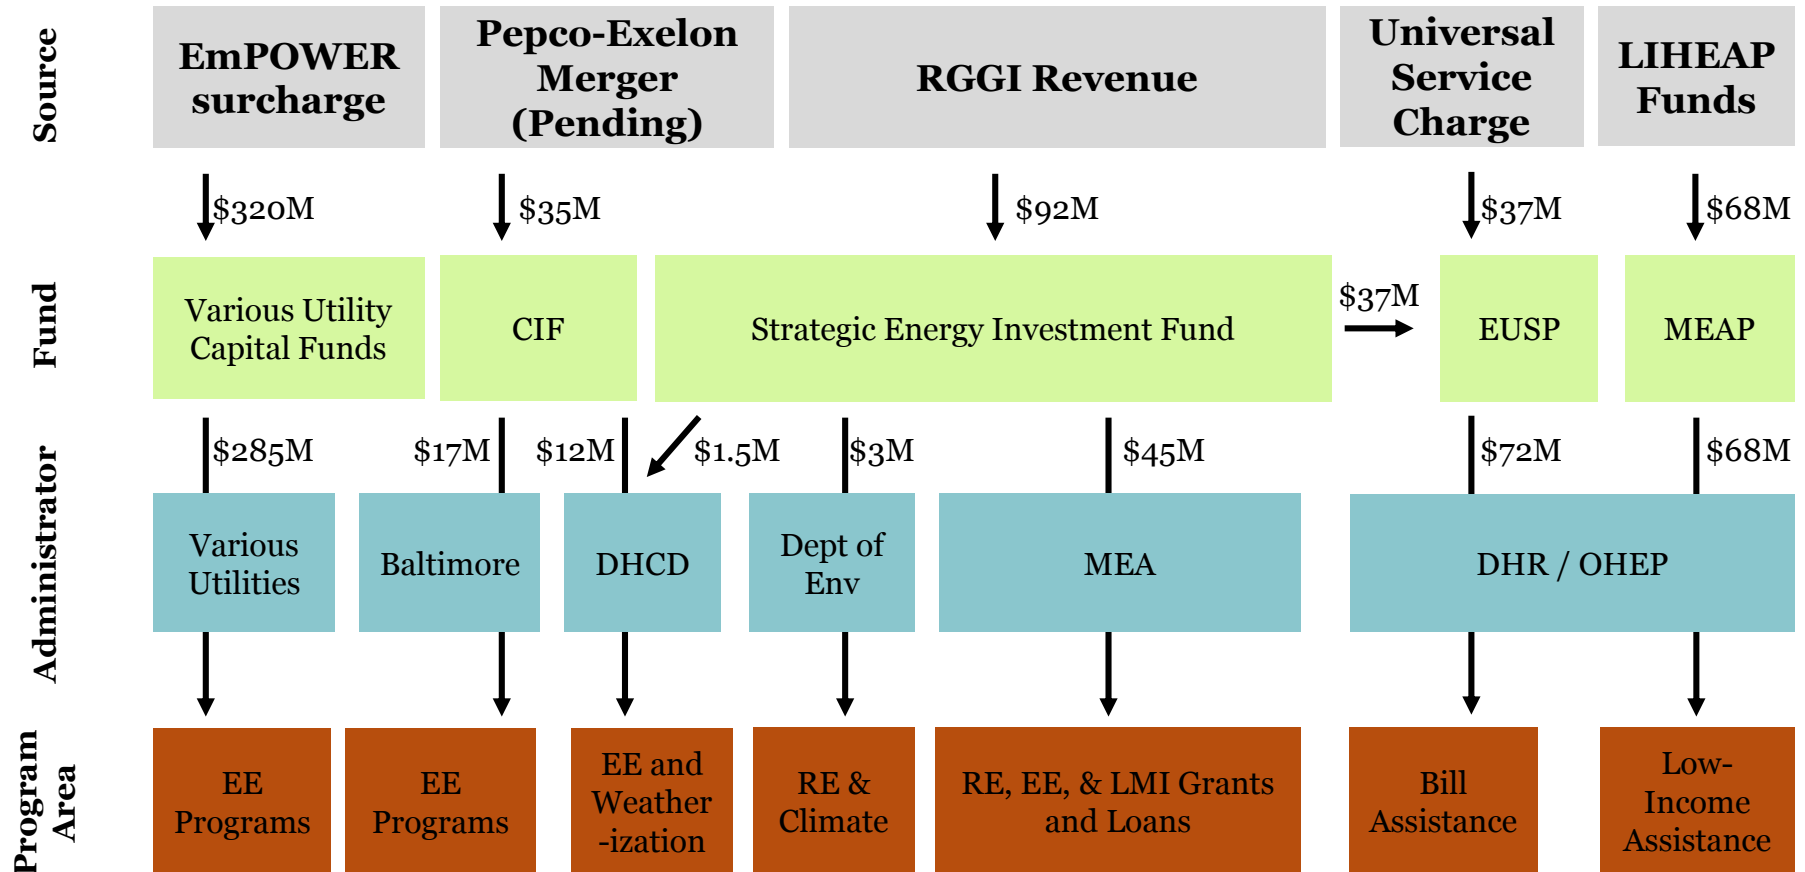 Source
EmPOWER
surcharge
Pepco-Exelon
Merger
(Pending)
RGGI Revenue
Universal
Service
Charge
LIHEAP
Funds
$320M
$35M
$92M
$37M
$68M
Fund
Various Utility
Capital Funds
CIF
Strategic Energy Investment Fund
$37M
EUSP
MEAP
$285M
$17M
$12M
$1.5M
$3M
$45M
$72M
$68M
Administrator
Various
Utilities
Baltimore
DHCD
Dept of
Env
MEA
DHR / OHEP
Program
Area
EE
Programs
EE
Programs
EE and
Weather
-ization
RE &
Climate
RE, EE, & LMI Grants
and Loans
Bill
Assistance
Low-
Income
Assistance